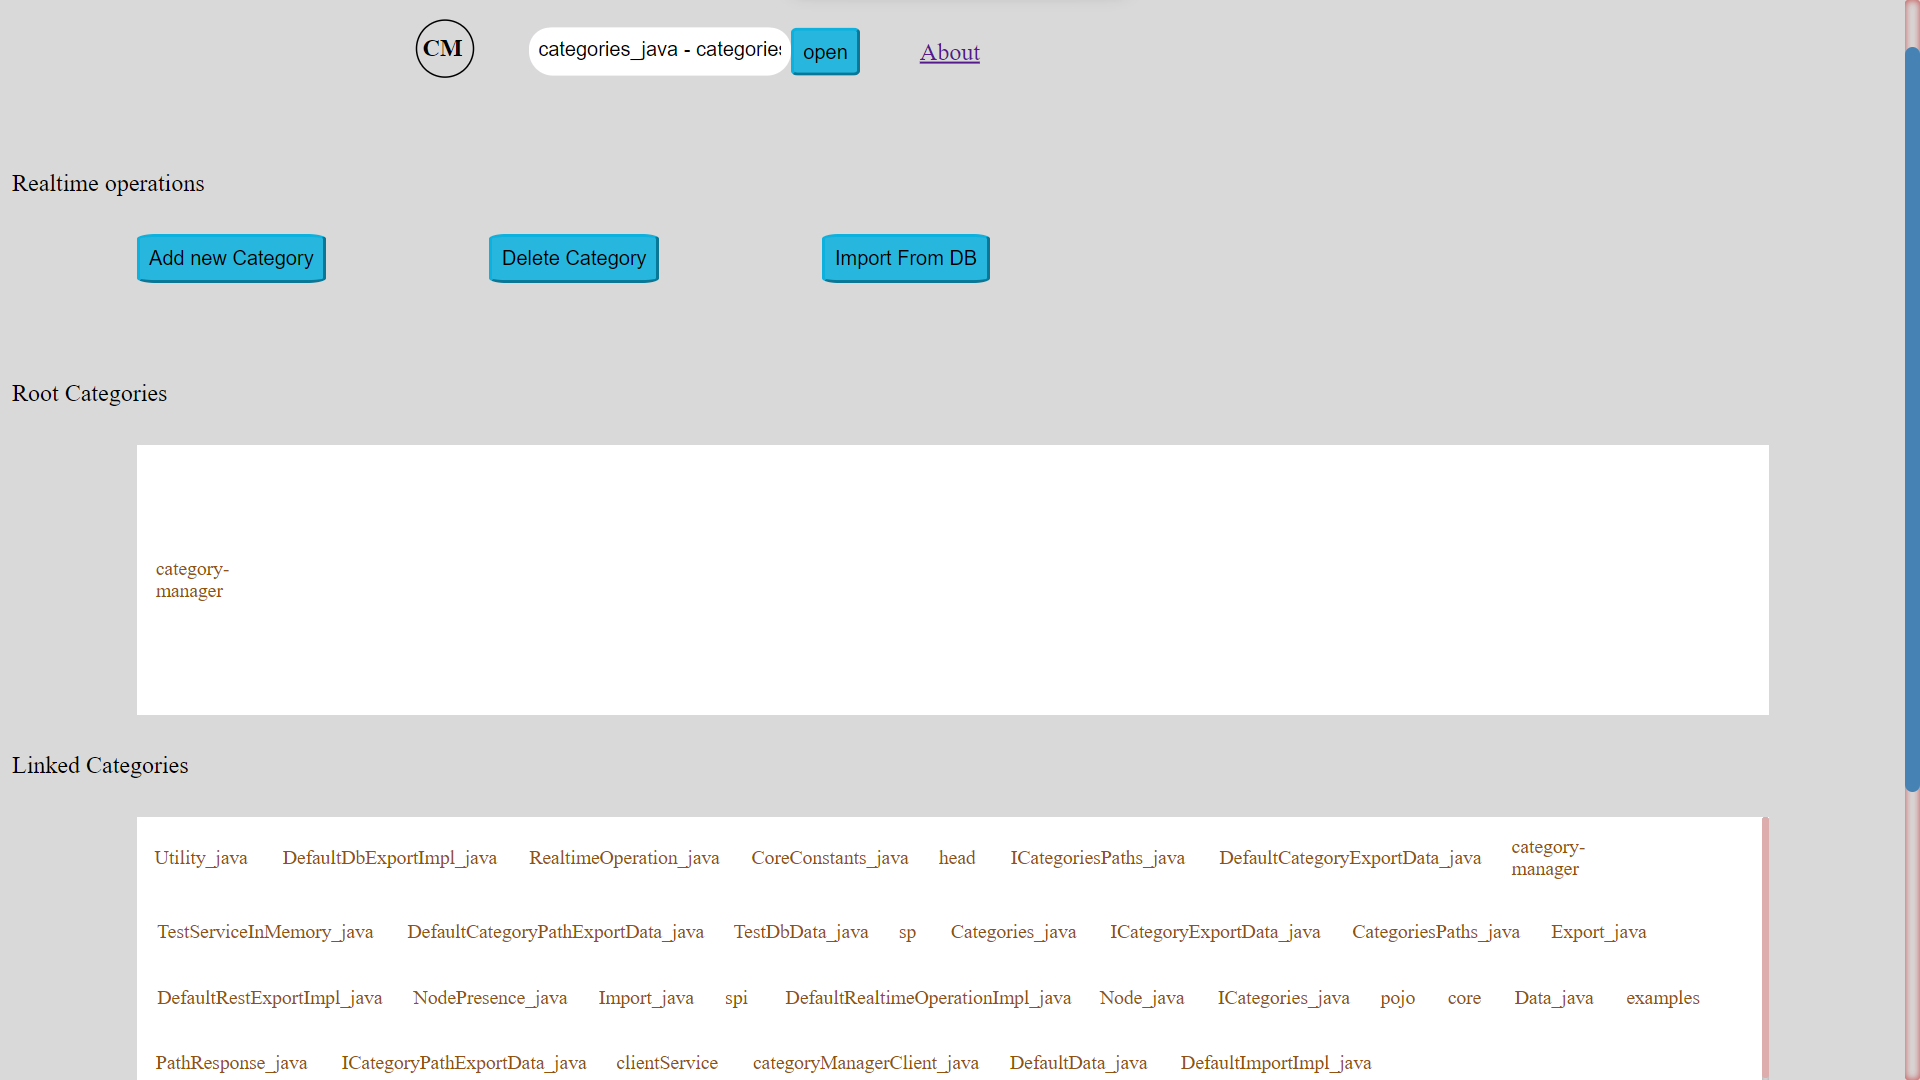 CM categories_java - categories open About
Realtime operations
Add new Category Delete Category Import From DB
Root Categories
category-
manager
Linked Categories
Utility_java DefaultDbExportImpl_java RealtimeOperation_java CoreConstants_java head ICategoriesPaths_java DefaultCategoryExportData_java category-
manager
TestServiceInMemory_java DefaultCategoryPathExportData_java TestDbData_java sp Categories_java ICategoryExportData_java CategoriesPaths_java Export_java
DefaultRestExportImpl_java NodePresence_java Import_java spi DefaultRealtimeOperationImpl_java Node_java ICategories_java pojo core Data_java examples
PathResponse_java ICategoryPathExportData_java clientService categoryManagerClient_java DefaultData_java DefaultImportImpl_java